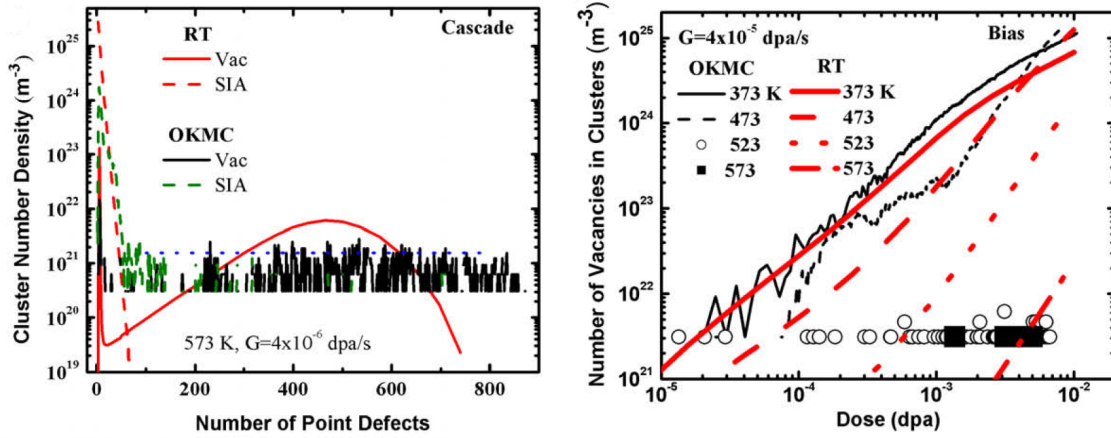 Cascade
RT
Vac
SIA
OKMC
Vac
SIA
573 K, G=4x10⁻⁶ dpa/s
10²⁵
10²⁴
10²³
10²²
10²¹
10²⁰
10¹⁹
0 200 400 600 800
Number of Point Defects
Cluster Number Density (m⁻³)
G=4x10⁻⁵ dpa/s Bias
OKMC RT
373 K 373 K
473 473
523 523
573 573
10²⁵
10²⁴
10²³
10²²
10²¹
10⁻⁵ 10⁻⁴ 10⁻³ 10⁻²
Dose (dpa)
Number of Vacancies in Clusters (m⁻³)